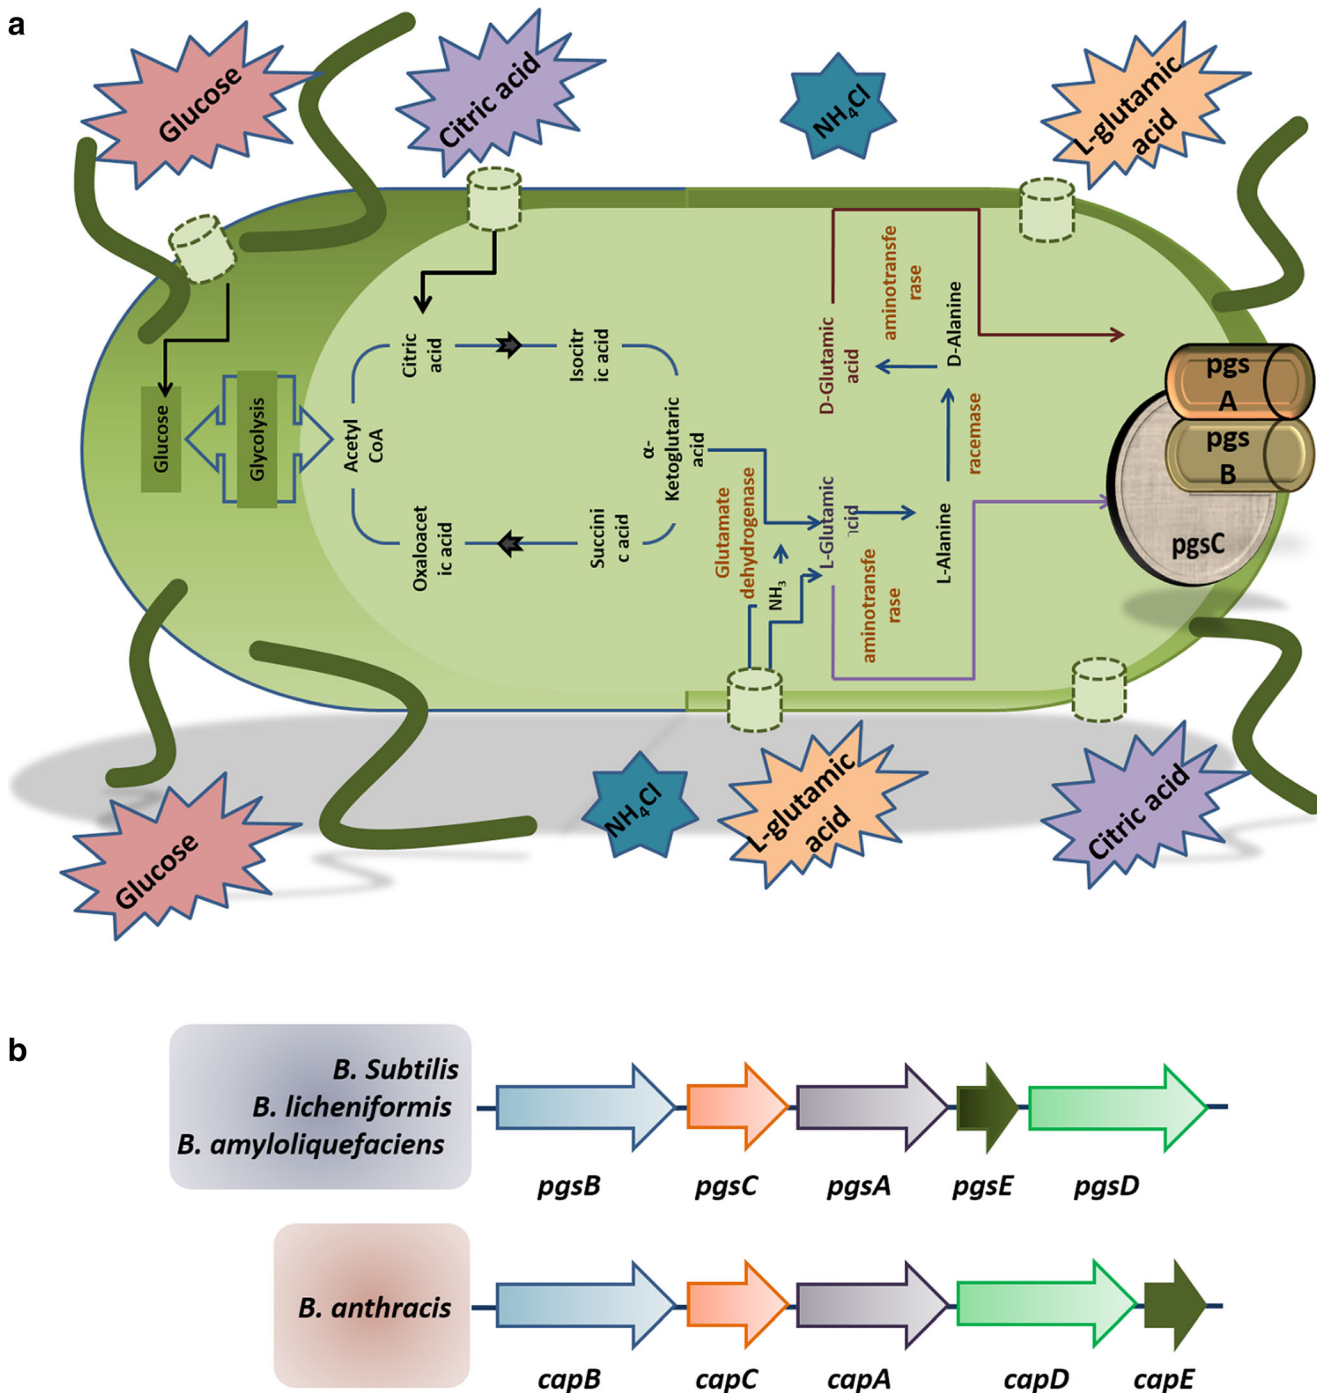 a
Glucose
Citric acid
NH₄Cl
L-glutamic
acid
Glucose
Glycolysis
Acetyl
CoA
Citric
acid
Isocitr
ic acid
α-
Ketoglutaric
acid
Succini
c acid
Oxaloacet
ic acid
Glutamate
dehydrogenase
NH₃
L-Glutamic
acid
aminotransfe
rase
L-Alanine
racemase
D-Alanine
aminotransfe
rase
D-Glutamic
acid
pgs
A
pgs
B
pgsC
Glucose
NH₄Cl
L-glutamic
acid
Citric acid
b
B. Subtilis
B. licheniformis
B. amyloliquefaciens
pgsB pgsC pgsA pgsE pgsD
B. anthracis
capB capC capA capD capE